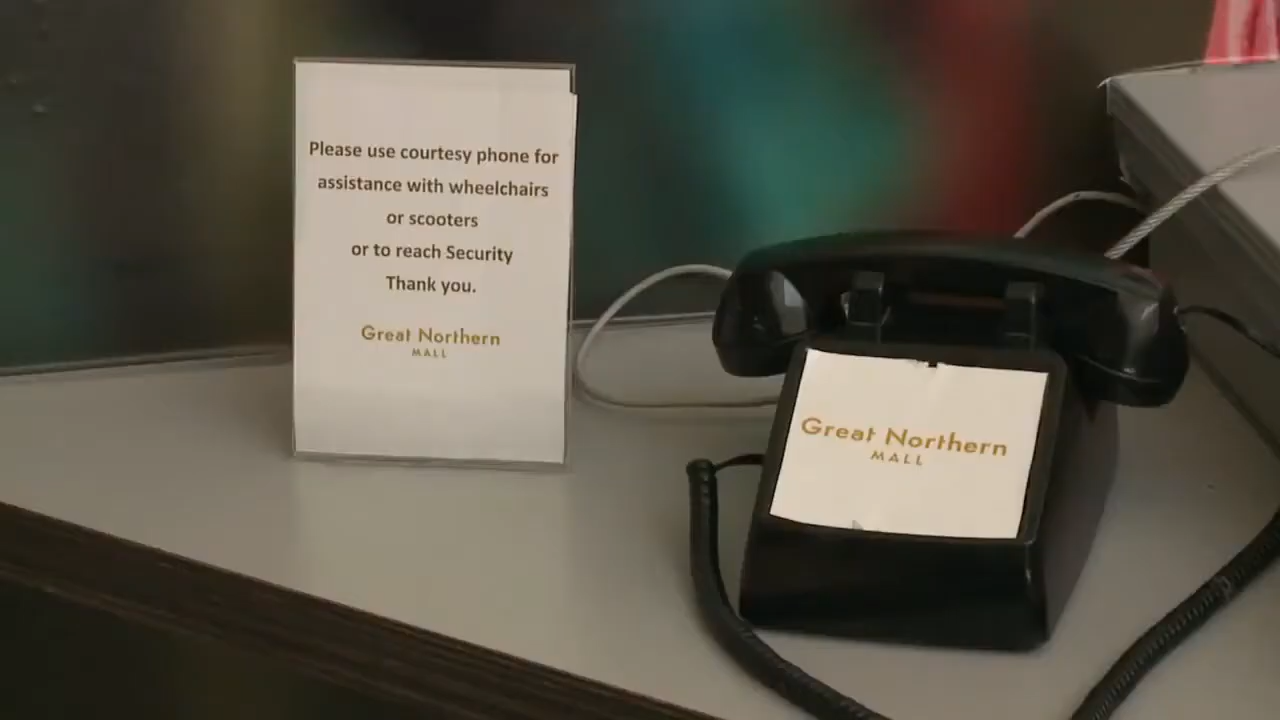 Please use courtesy phone for
assistance with wheelchairs
or scooters
or to reach Security
Thank you.
Great Northern
MALL
Great Northern
MALL